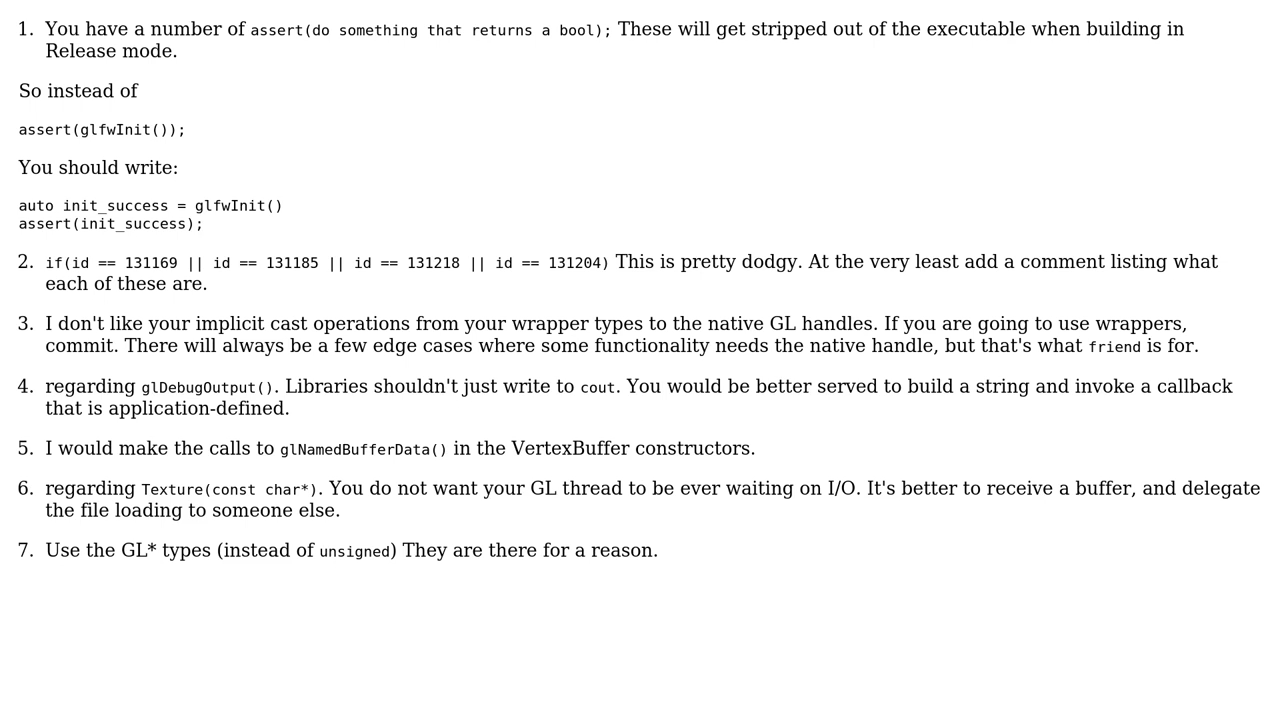 1. You have a number of assert(do something that returns a bool); These will get stripped out of the executable when building in
Release mode.
So instead of
assert(glfwInit());
You should write:
auto init_success = glfwInit()
assert(init_success);
2. if(id == 131169 || id == 131185 || id == 131218 || id == 131204) This is pretty dodgy. At the very least add a comment listing what
each of these are.
3. I don't like your implicit cast operations from your wrapper types to the native GL handles. If you are going to use wrappers,
commit. There will always be a few edge cases where some functionality needs the native handle, but that's what friend is for.
4. regarding glDebugOutput(). Libraries shouldn't just write to cout. You would be better served to build a string and invoke a callback
that is application-defined.
5. I would make the calls to glNamedBufferData() in the VertexBuffer constructors.
6. regarding Texture(const char*). You do not want your GL thread to be ever waiting on I/O. It's better to receive a buffer, and delegate
the file loading to someone else.
7. Use the GL* types (instead of unsigned) They are there for a reason.